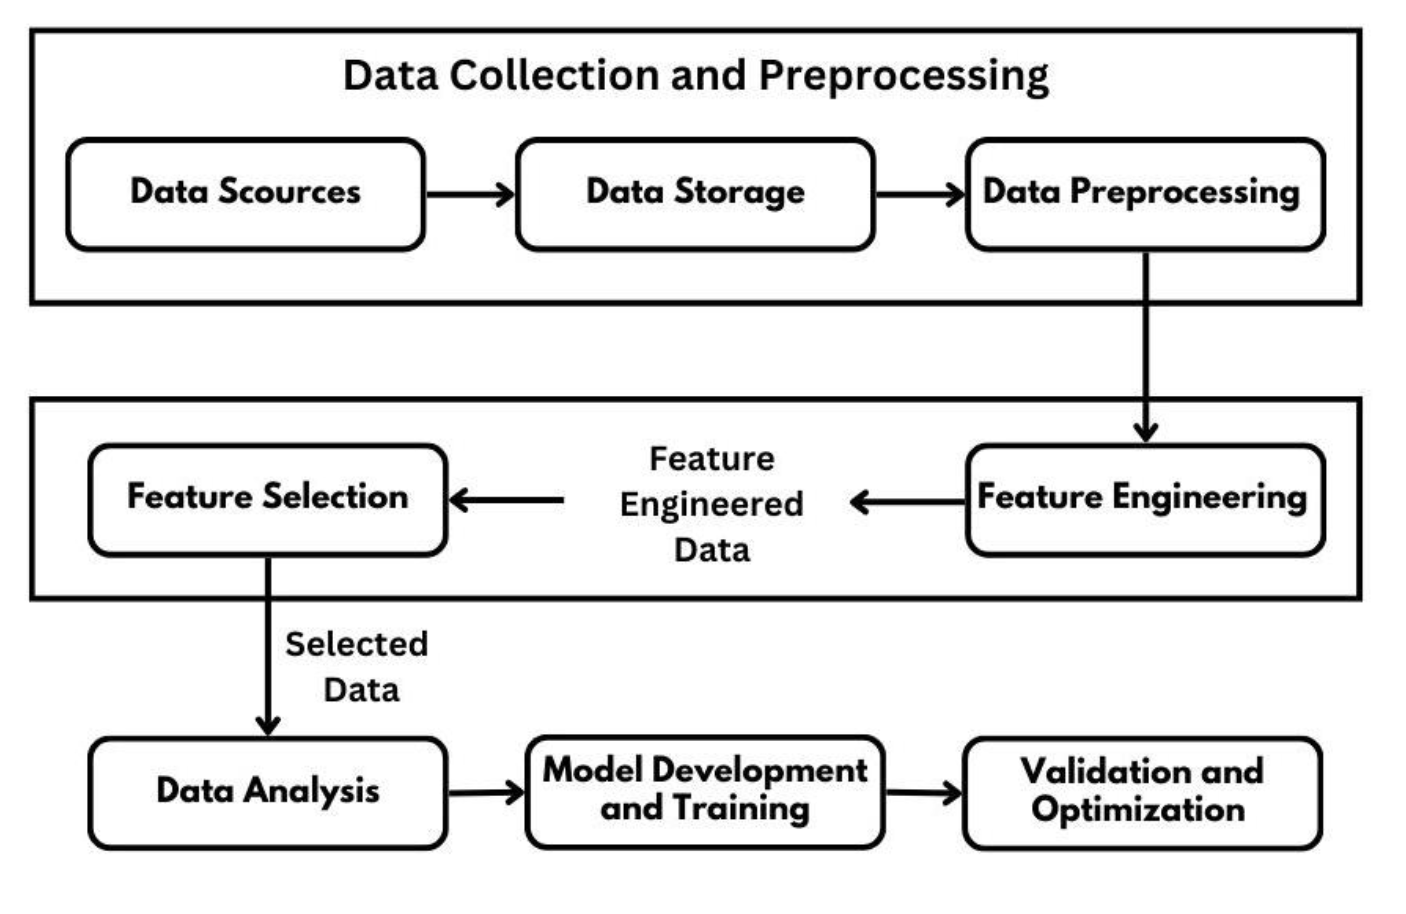 Data Collection and Preprocessing
Data Scources
Data Storage
Data Preprocessing
Feature Selection
Feature
Engineered
Data
Feature Engineering
Selected
Data
Data Analysis
Model Development
and Training
Validation and
Optimization